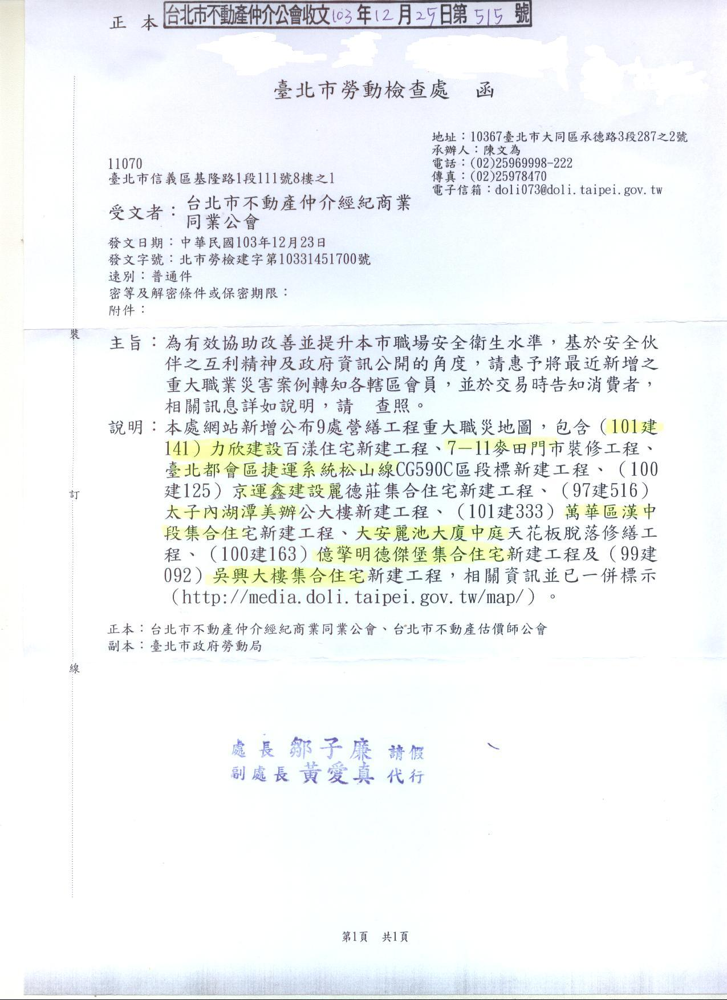 正 本
台北市不動產仲介公會收文103年12月25日第515號
臺北市勞動檢查處 函
地址：10367臺北市大同區承德路3段287之2號
承辦人：陳文為
電話：(02)25969998-222
傳真：(02)25978470
電子信箱：doli073@doli.taipei.gov.tw
11070
臺北市信義區基隆路1段111號8樓之1
受文者：台北市不動產仲介經紀商業
同業公會
發文日期：中華民國103年12月23日
發文字號：北市勞檢建字第10331451700號
速別：普通件
密等及解密條件或保密期限：
附件：
主旨：為有效協助改善並提升本市職場安全衛生水準，基於安全伙
伴之互利精神及政府資訊公開的角度，請惠予將最近新增之
重大職業災害案例轉知各轄區會員，並於交易時告知消費者，
相關訊息詳如說明，請 查照。
說明：本處網站新增公布9處營繕工程重大職災地圖，包含（101建
141）力欣建設百漾住宅新建工程、7－11麥田門市裝修工程、
臺北都會區捷運系統松山線CG590C區段標新建工程、（100
建125）京運鑫建設麗德莊集合住宅新建工程、（97建516）
太子內湖潭美辦公大樓新建工程、（101建333）萬華區漢中
段集合住宅新建工程、大安麗池大廈中庭天花板脫落修繕工
程、（100建163）億擎明德傑堡集合住宅新建工程及（99建
092）吳興大樓集合住宅新建工程，相關資訊並已一併標示
（http://media.doli.taipei.gov.tw/map/）。
正本：台北市不動產仲介經紀商業同業公會、台北市不動產估價師公會
副本：臺北市政府勞動局
裝
訂
線
處長 鄒子廉 請假
副處長 黃愛真 代行
第1頁 共1頁